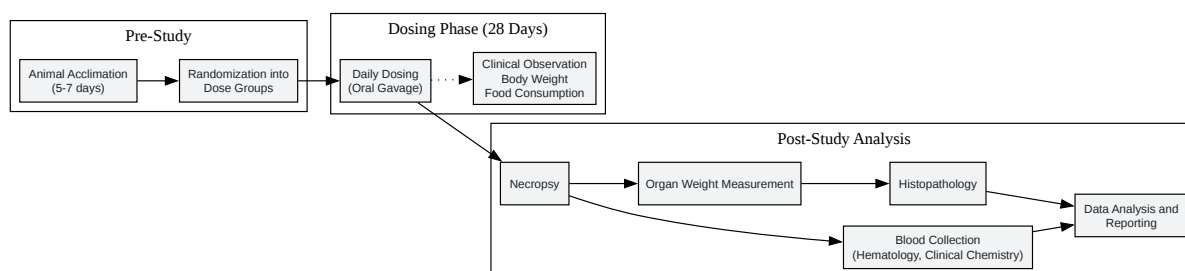 Pre-Study
Animal Acclimation
(5-7 days)
Randomization into
Dose Groups
Dosing Phase (28 Days)
Daily Dosing
(Oral Gavage)
Clinical Observation
Body Weight
Food Consumption
Post-Study Analysis
Necropsy
Organ Weight Measurement
Histopathology
Blood Collection
(Hematology, Clinical Chemistry)
Data Analysis and
Reporting